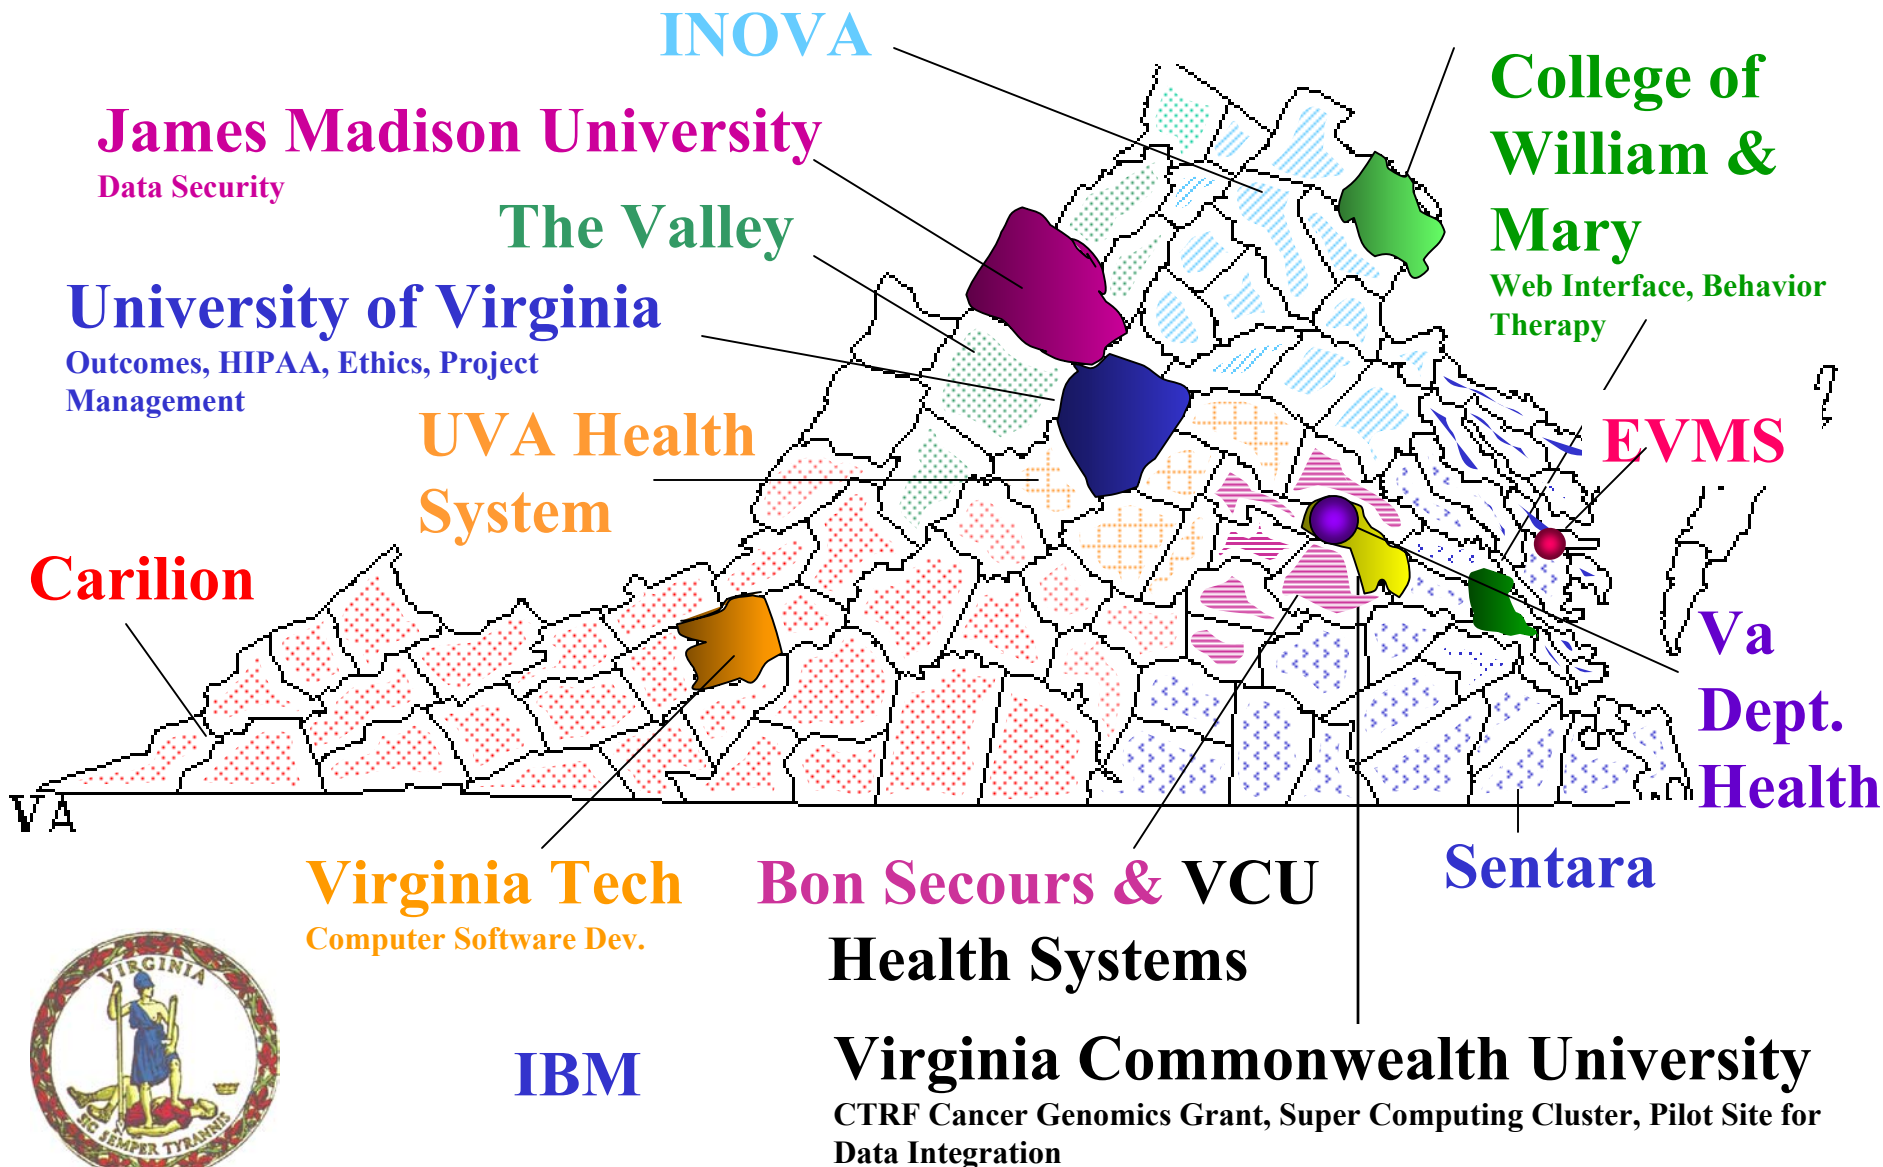 INOVA
College of
William &
Mary
Web Interface, Behavior
Therapy
James Madison University
Data Security
The Valley
University of Virginia
Outcomes, HIPAA, Ethics, Project
Management
UVA Health
System
EVMS
Carilion
Va
Dept.
Health
VA
Virginia Tech
Computer Software Dev.
Bon Secours & VCU
Health Systems
Sentara
VIRGINIA
SIC SEMPER TYRANNIS
IBM
Virginia Commonwealth University
CTRF Cancer Genomics Grant, Super Computing Cluster, Pilot Site for
Data Integration